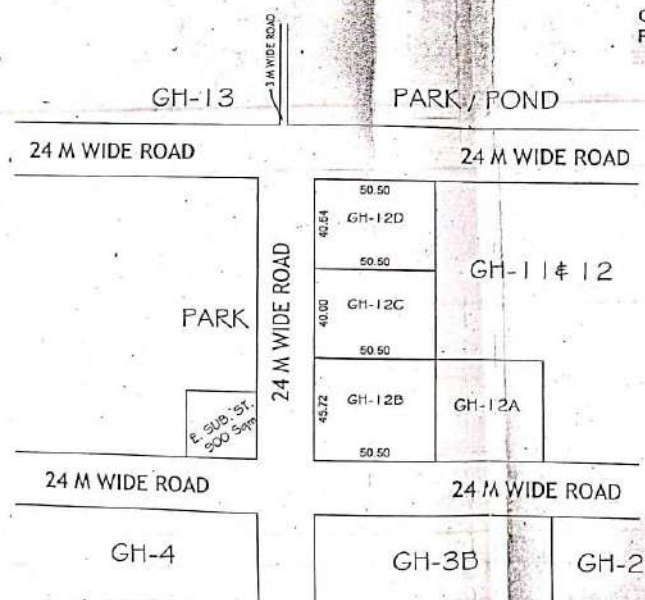 3 M WIDE ROAD
GH-13
PARK / POND
24 M WIDE ROAD
24 M WIDE ROAD
50.50
40.64
GH-12D
50.50
GH-11 & 12
24 M WIDE ROAD
PARK
40.00
GH-12C
50.50
45.72
GH-12B
GH-12A
E. SUB. ST.
900 Sqm
50.50
24 M WIDE ROAD
24 M WIDE ROAD
GH-4
GH-3B
GH-2